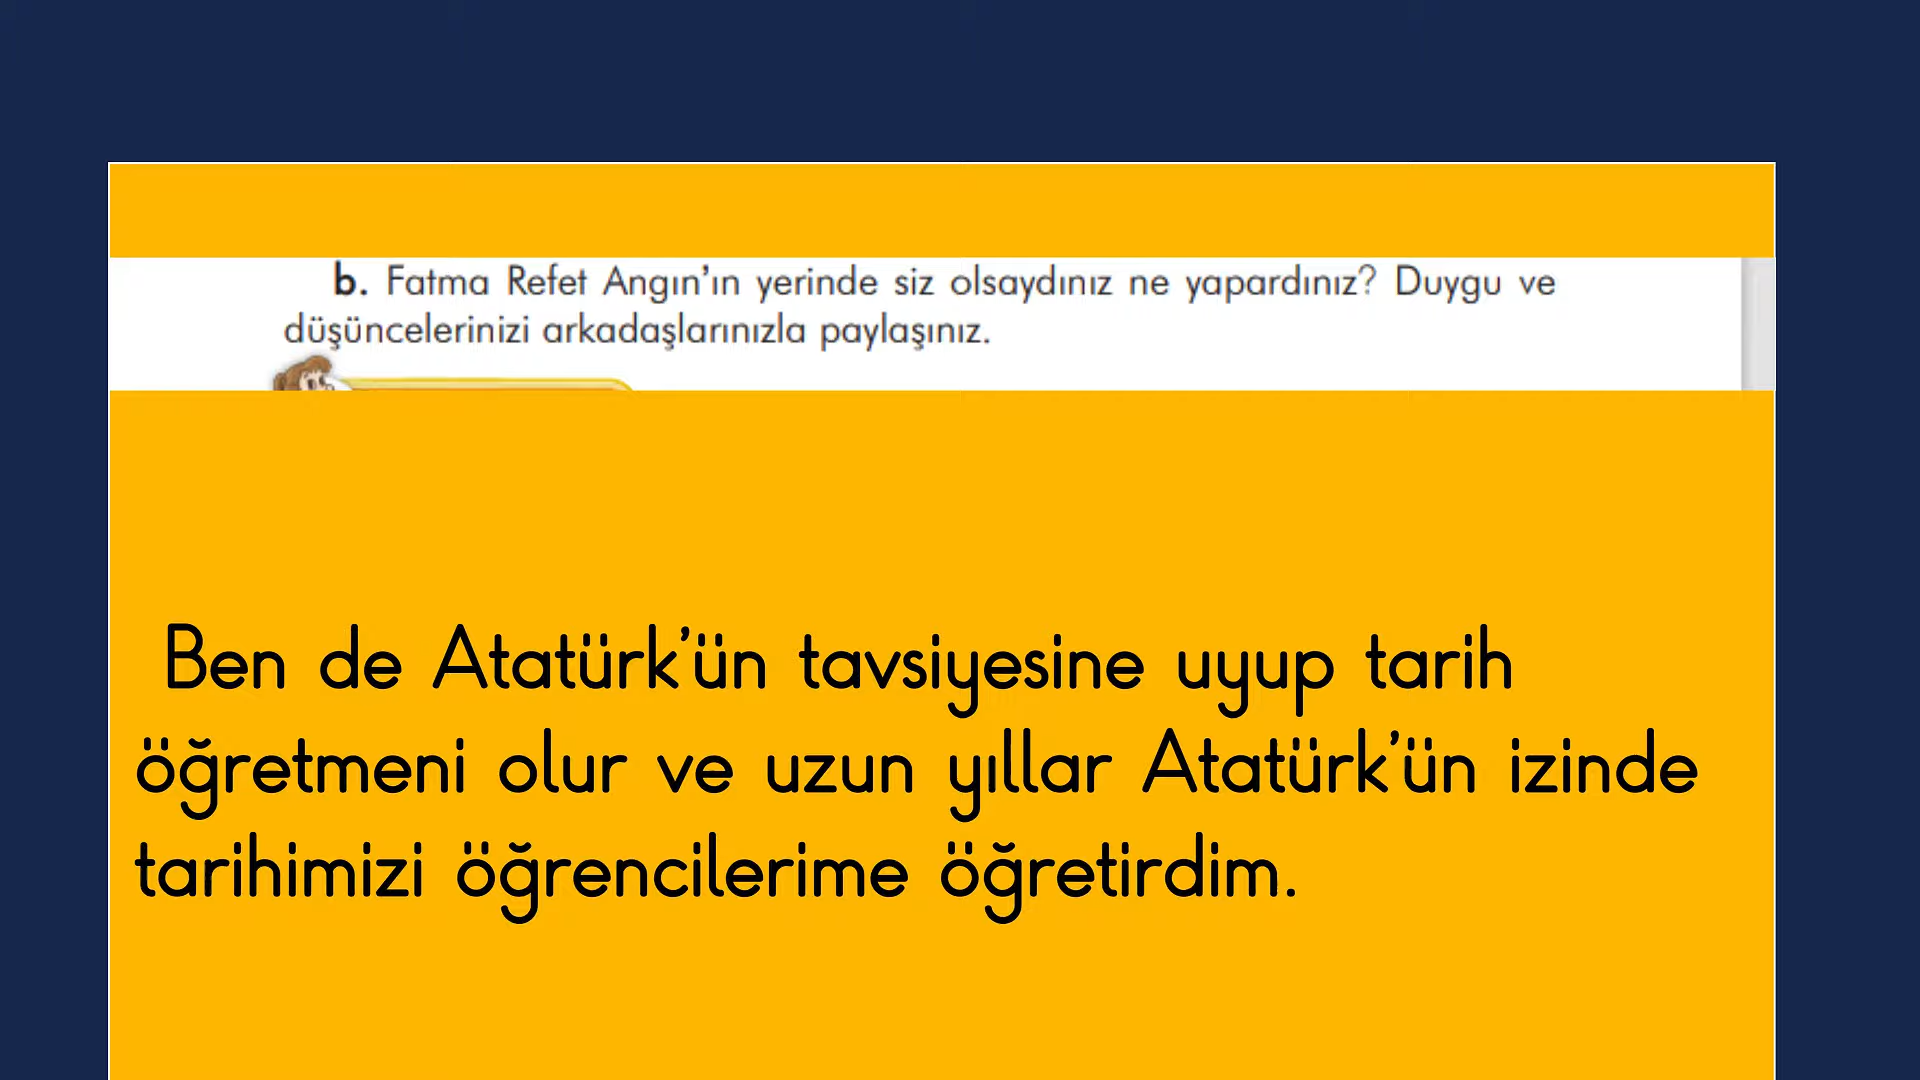 b. Fatma Refet Angın’ın yerinde siz olsaydınız ne yapardınız? Duygu ve
düşüncelerinizi arkadaşlarınızla paylaşınız.
Ben de Atatürk’ün tavsiyesine uyup tarih
öğretmeni olur ve uzun yıllar Atatürk’ün izinde
tarihimizi öğrencilerime öğretirdim.